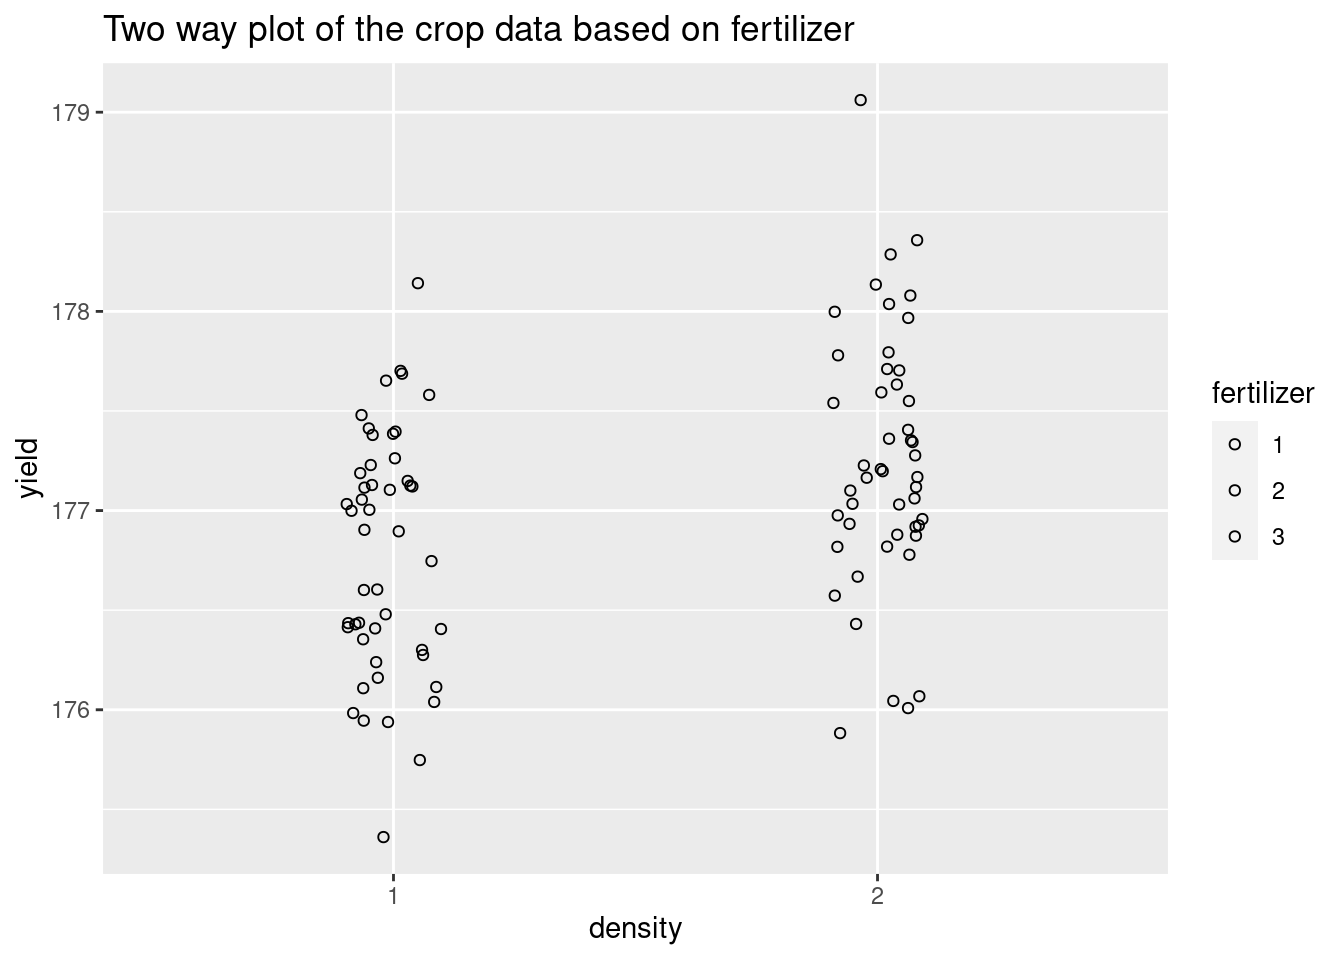 Two way plot of the crop data based on fertilizer
179
178
177
176
yield
1
2
density
fertilizer
1
2
3